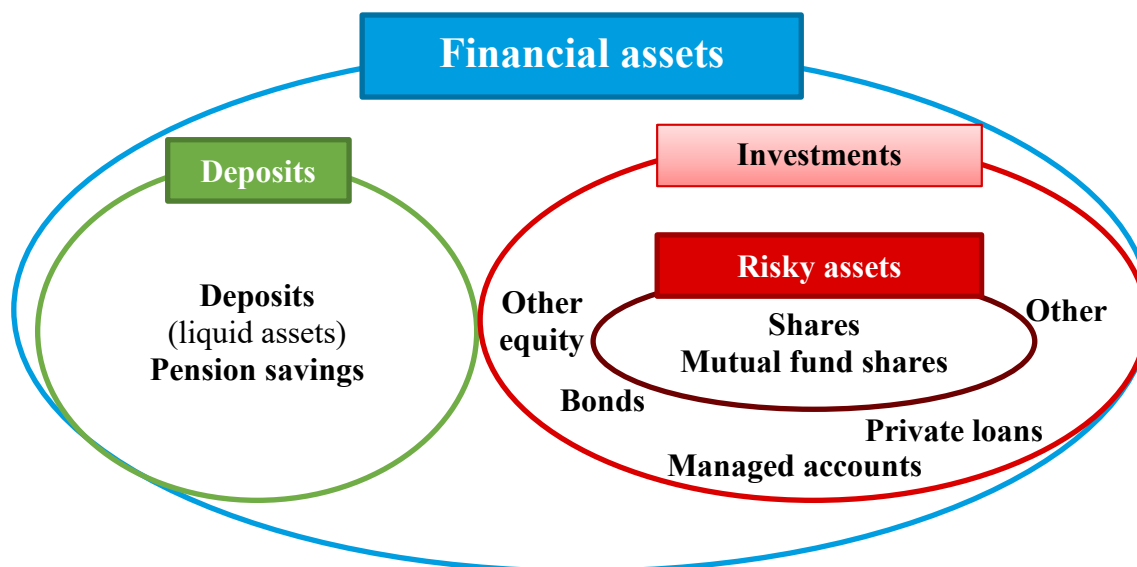 Financial assets
Deposits
Investments
Deposits
(liquid assets)
Pension savings
Risky assets
Other
equity
Shares
Mutual fund shares
Other
Bonds
Private loans
Managed accounts